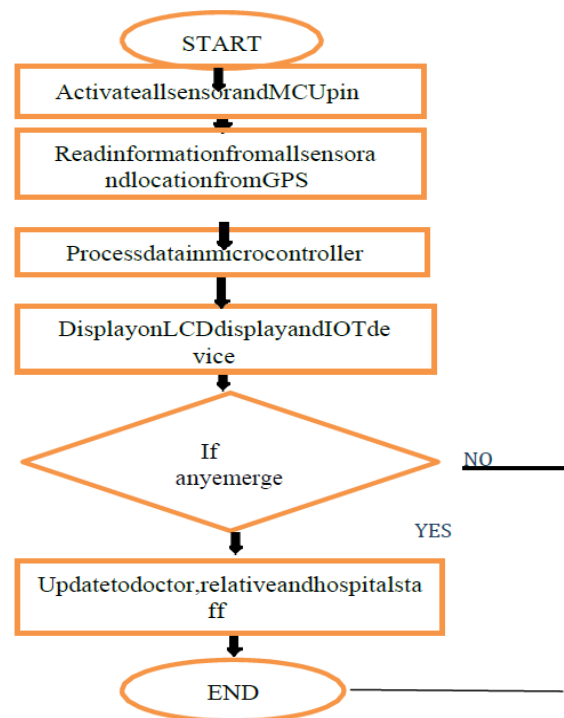 START
ActivateallsensorandMCUpin
Readinformationfromallsensora
ndlocationfromGPS
Processdatainmicrocontroller
DisplayonLCDdisplayandIOTde
vice
If
anyemerge
NO
YES
Updatetodoctor,relativeandhospitalsta
ff
END